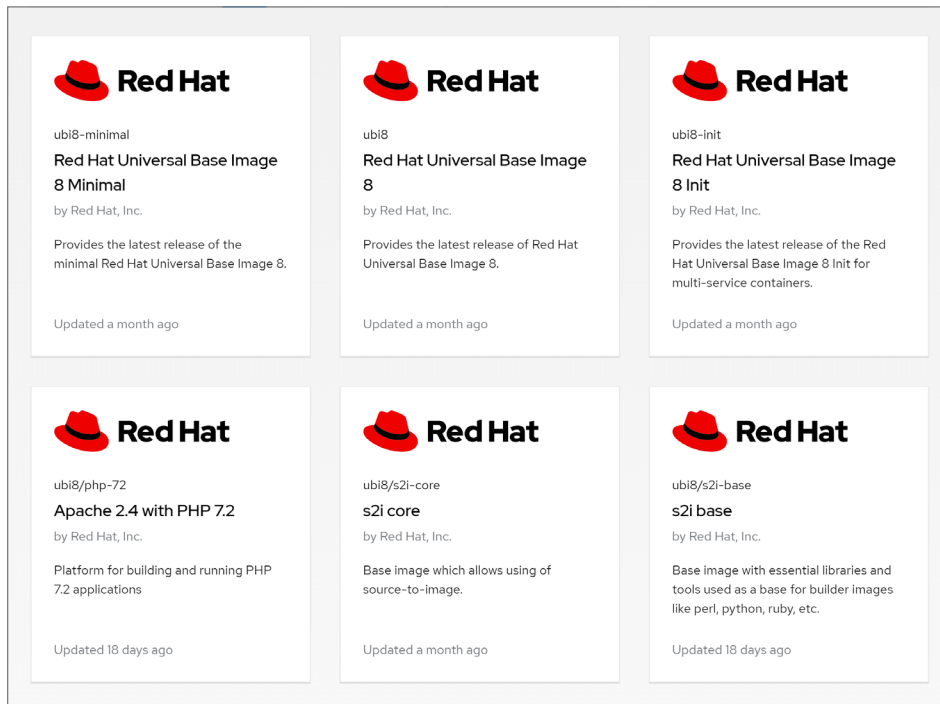 Red Hat
ubi8-minimal
Red Hat Universal Base Image
8 Minimal
by Red Hat, Inc.
Provides the latest release of the
minimal Red Hat Universal Base Image 8.
Updated a month ago
Red Hat
ubi8
Red Hat Universal Base Image
8
by Red Hat, Inc.
Provides the latest release of Red Hat
Universal Base Image 8.
Updated a month ago
Red Hat
ubi8-init
Red Hat Universal Base Image
8 Init
by Red Hat, Inc.
Provides the latest release of the Red
Hat Universal Base Image 8 Init for
multi-service containers.
Updated a month ago
Red Hat
ubi8/php-72
Apache 2.4 with PHP 7.2
by Red Hat, Inc.
Platform for building and running PHP
7.2 applications
Updated 18 days ago
Red Hat
ubi8/s2i-core
s2i core
by Red Hat, Inc.
Base image which allows using of
source-to-image.
Updated a month ago
Red Hat
ubi8/s2i-base
s2i base
by Red Hat, Inc.
Base image with essential libraries and
tools used as a base for builder images
like perl, python, ruby, etc.
Updated 18 days ago